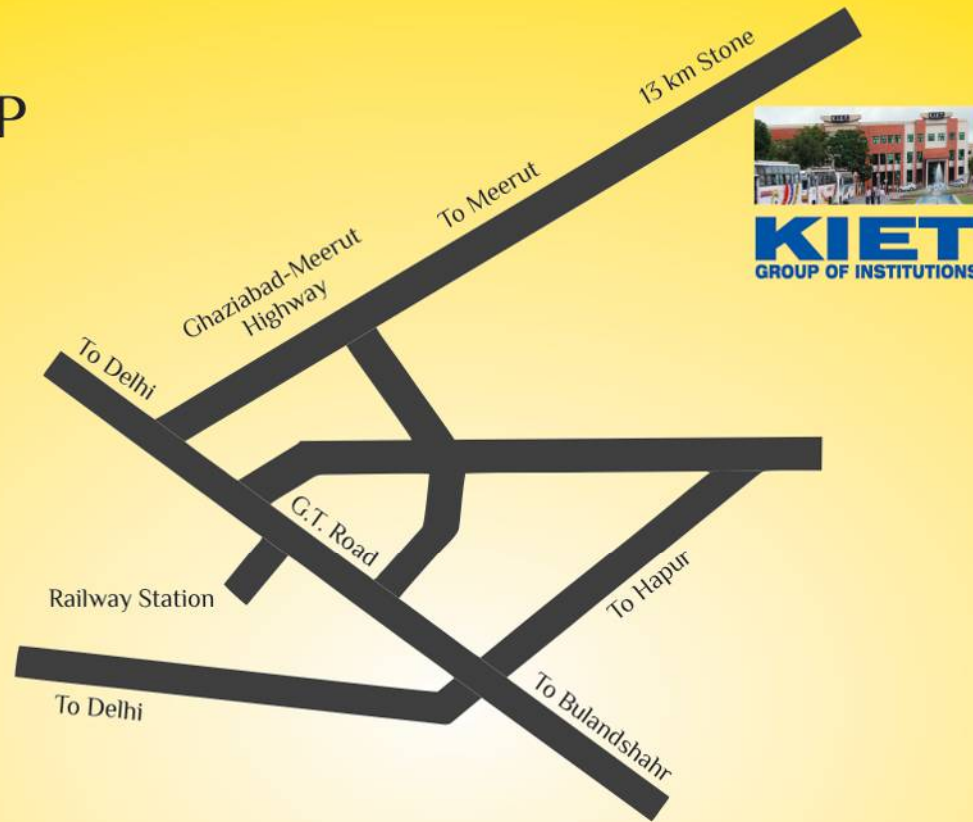 P
13 km Stone
To Meerut
KIET
GROUP OF INSTITUTIONS
Ghaziabad-Meerut
Highway
To Delhi
G.T. Road
Railway Station
To Hapur
To Delhi
To Bulandshahr